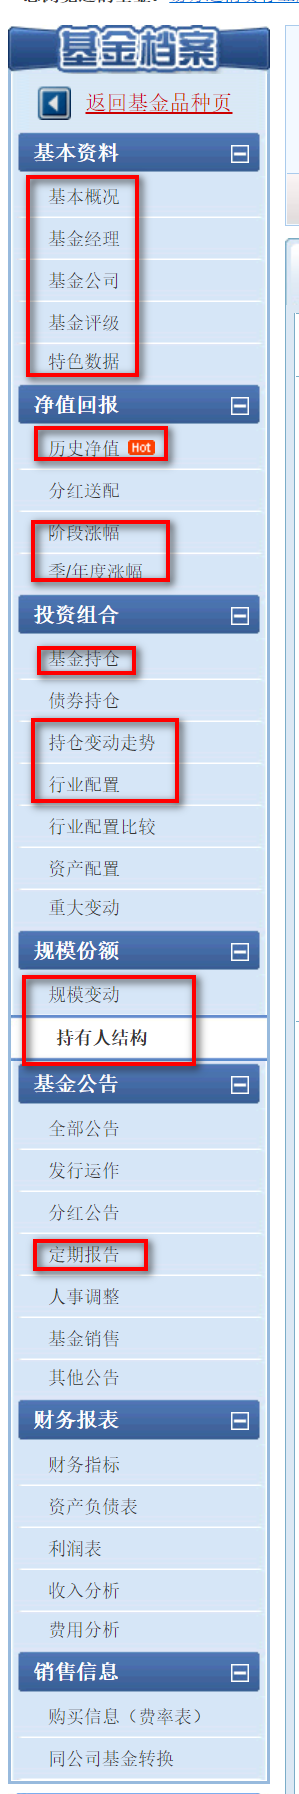 基金档案
返回基金品种页
基本资料
基本概况
基金经理
基金公司
基金评级
特色数据
净值回报
历史净值 Hot
分红送配
阶段涨幅
季/年度涨幅
投资组合
基金持仓
债券持仓
持仓变动走势
行业配置
行业配置比较
资产配置
重大变动
规模份额
规模变动
持有人结构
基金公告
全部公告
发行运作
分红公告
定期报告
人事调整
基金销售
其他公告
财务报表
财务指标
资产负债表
利润表
收入分析
费用分析
销售信息
购买信息（费率表）
同公司基金转换